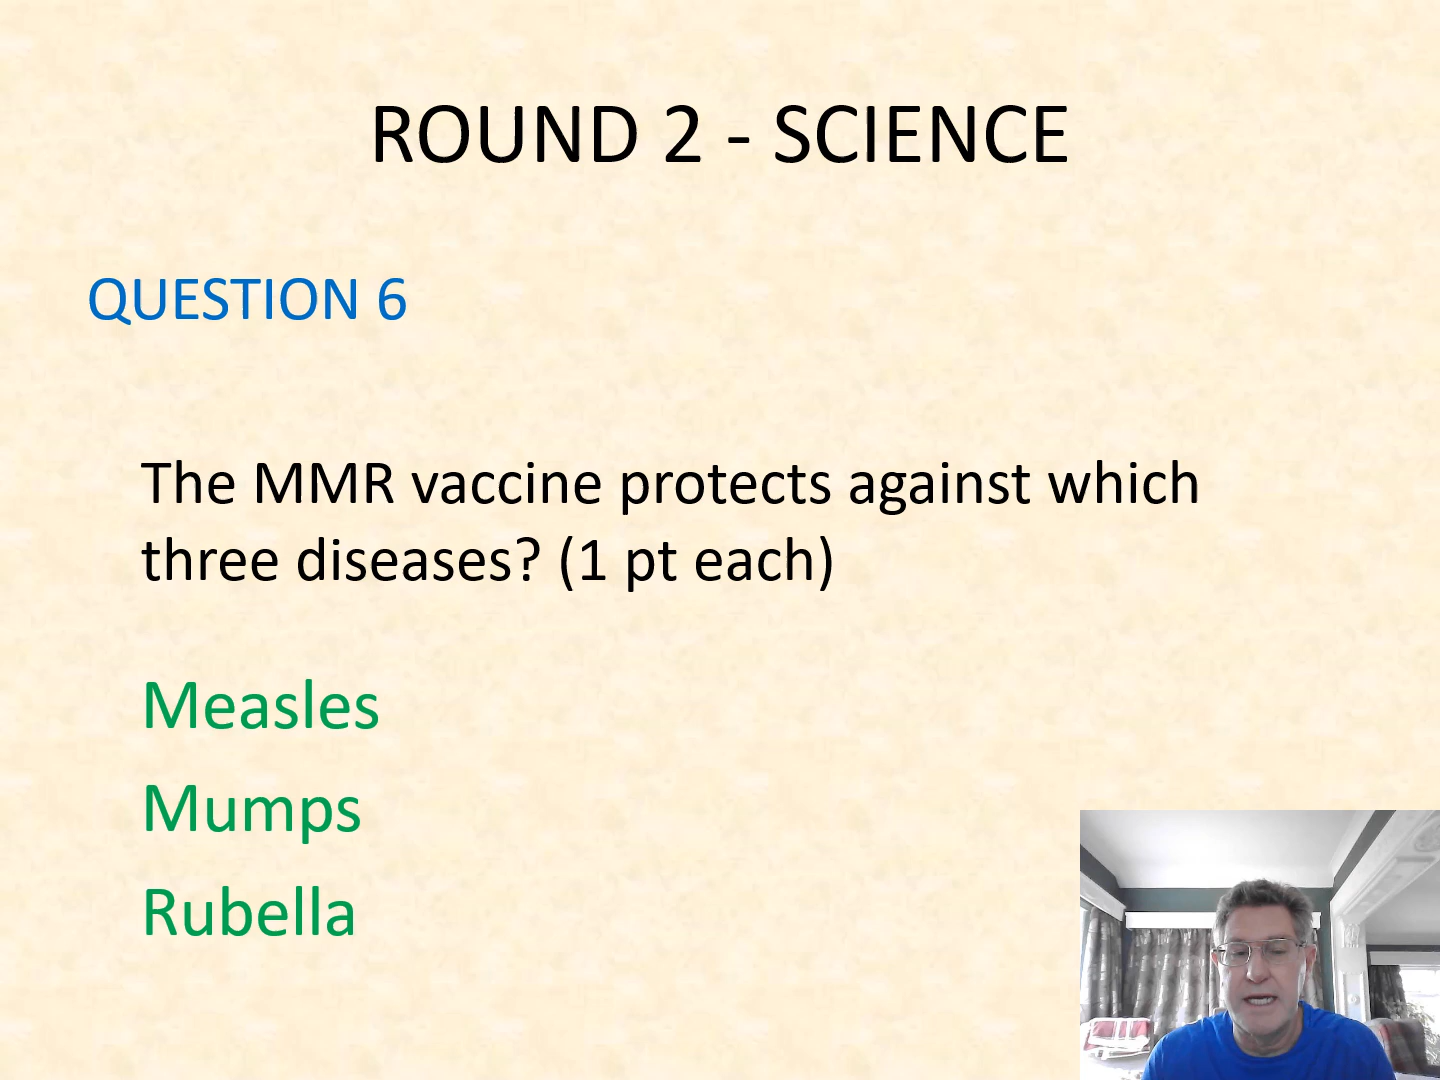 ROUND 2 - SCIENCE
QUESTION 6
The MMR vaccine protects against which
three diseases? (1 pt each)
Measles
Mumps
Rubella